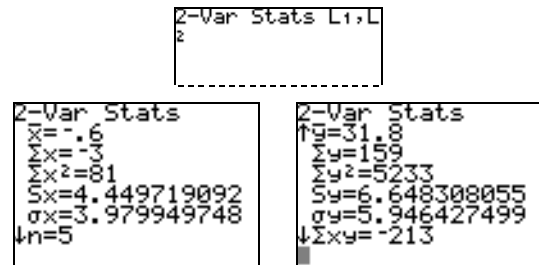 2-Var Stats L₁,L
₂
2-Var Stats
x̄=-.6
Σx=-3
Σx²=81
Sx=4.449719092
σx=3.979949748
↓n=5
2-Var Stats
↑ȳ=31.8
Σy=159
Σy²=5233
Sy=6.648308055
σy=5.946427499
↓Σxy=-213